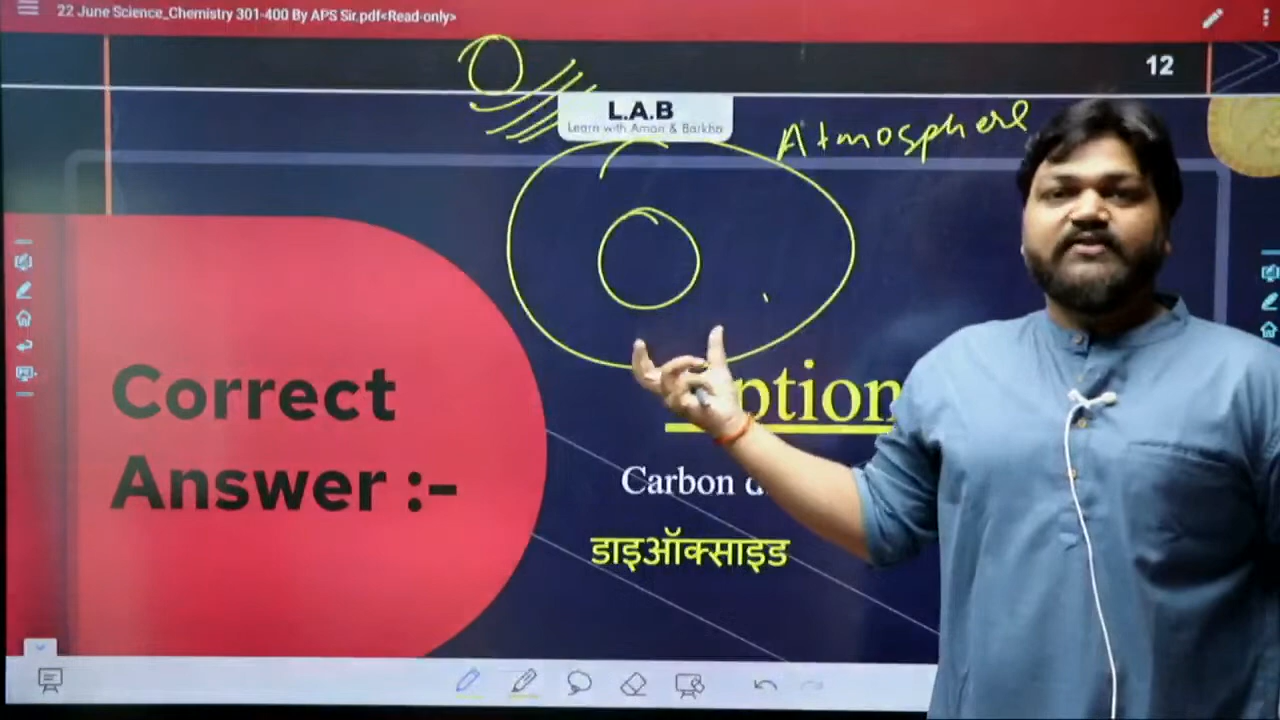 22 June Science_Chemistry 301-400 By APS Sir.pdf<Read-only>
12
L.A.B
Learn with Aman & Barkha
Atmosphere
Correct
Answer :-
ption
Carbon d
डाइऑक्साइड